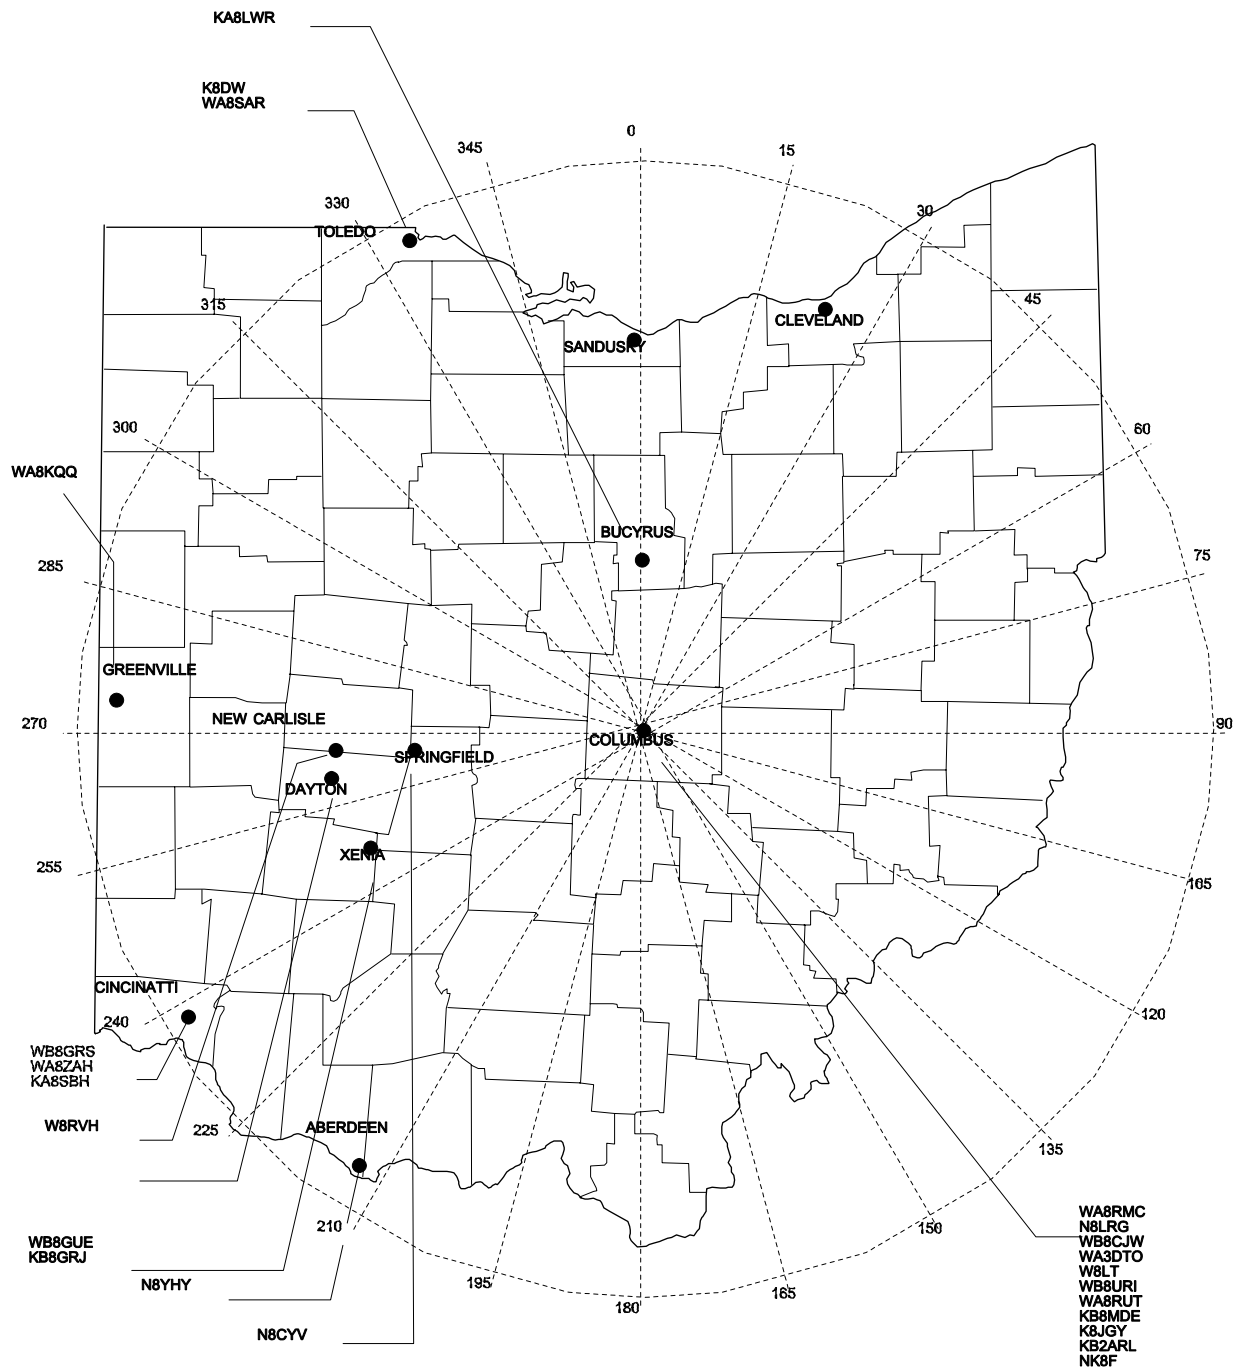 KA8LWR
K8DW
WA8SAR
0
345
15
330
30
TOLEDO
315
45
CLEVELAND
SANDUSKY
300
60
WA8KQQ
BUCYRUS
285
75
GREENVILLE
270
NEW CARLISLE
90
COLUMBUS
SPRINGFIELD
DAYTON
XENIA
255
105
CINCINATTI
240
120
WB8GRS
WA8ZAH
KA8SBH
W8RVH
225
ABERDEEN
135
210
150
WB8GUE
KB8GRJ
N8YHY
195
165
180
N8CYV
WA8RMC
N8LRG
WB8CJW
WA3DTO
W8LT
WB8URI
WA8RUT
KB8MDE
K8JGY
KB2ARL
NK8F